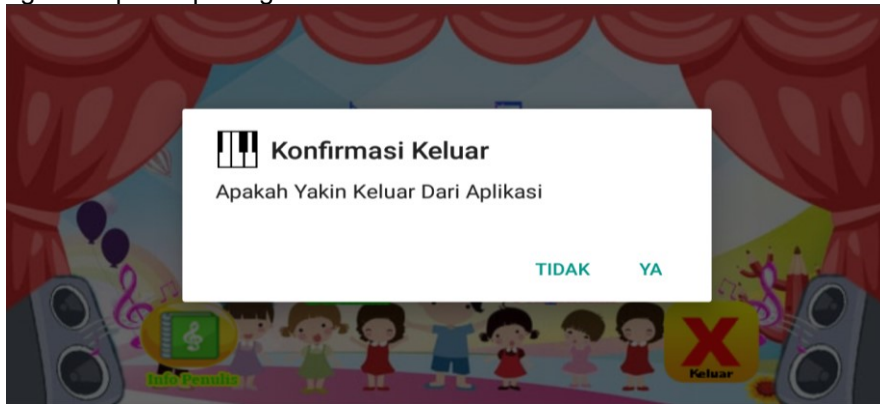 Konfirmasi Keluar
Apakah Yakin Keluar Dari Aplikasi
TIDAK YA
Info Penulis
Keluar